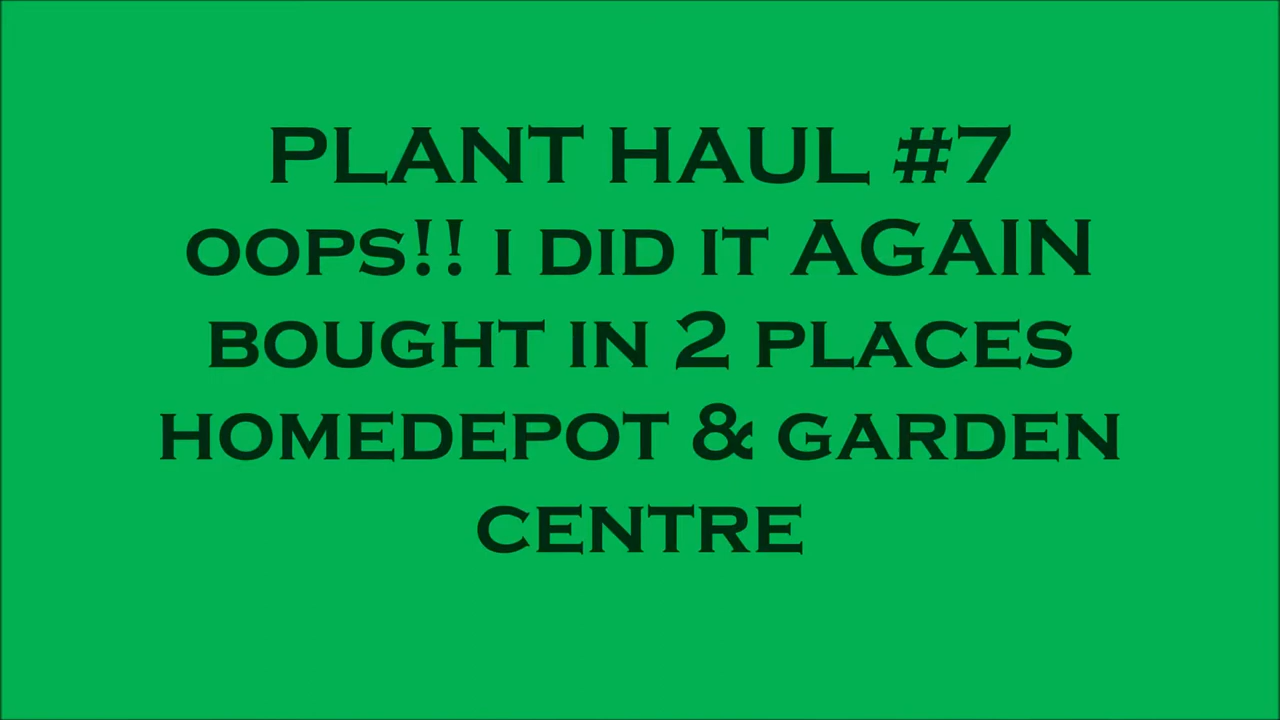 PLANT HAUL #7
OOPS!! I DID IT AGAIN
BOUGHT IN 2 PLACES
HOMEDEPOT & GARDEN
CENTRE